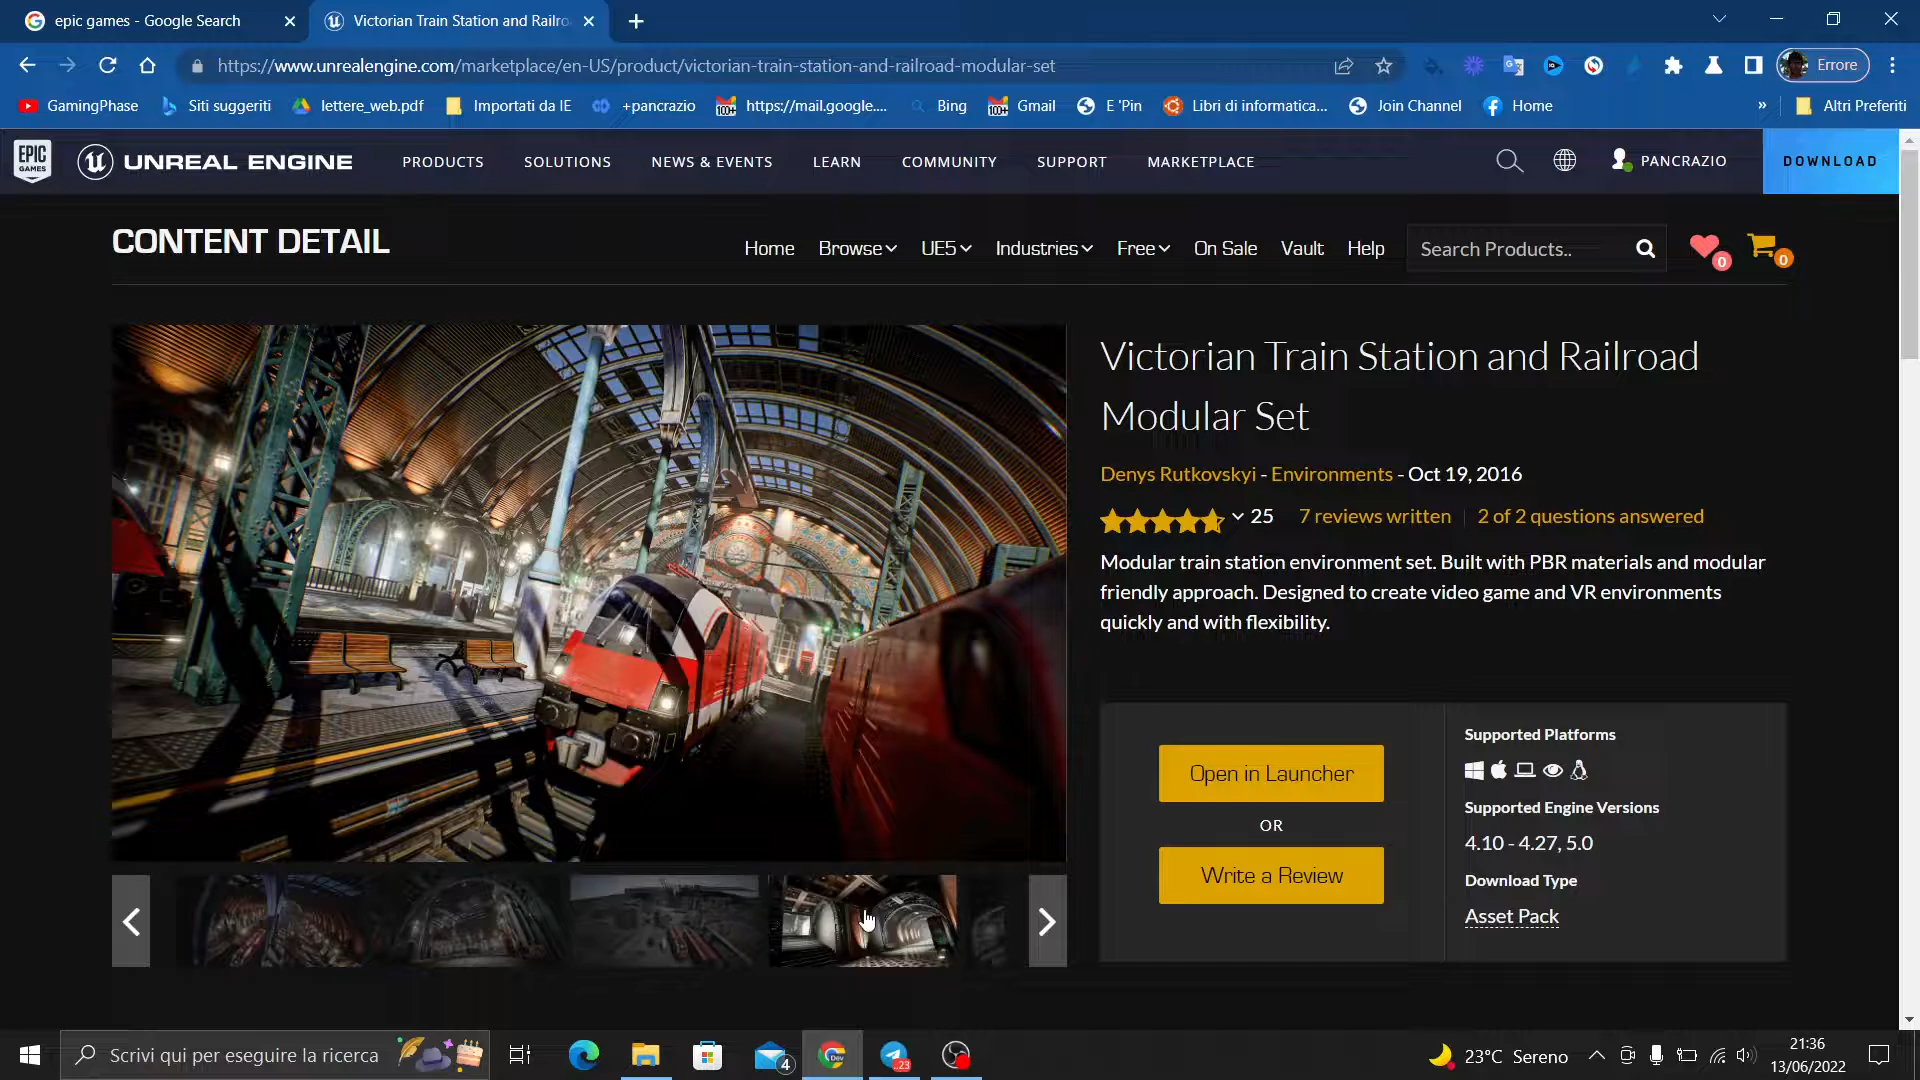 epic games - Google Search
Victorian Train Station and Railro
https://www.unrealengine.com/marketplace/en-US/product/victorian-train-station-and-railroad-modular-set
Errore
GamingPhase
Siti suggeriti
lettere_web.pdf
Importati da IE
+pancrazio
https://mail.google....
Bing
Gmail
E 'Pin
Libri di informatica...
Join Channel
Home
»
Altri Preferiti
EPIC GAMES
UNREAL ENGINE
PRODUCTS
SOLUTIONS
NEWS & EVENTS
LEARN
COMMUNITY
SUPPORT
MARKETPLACE
PANCRAZIO
DOWNLOAD
CONTENT DETAIL
Home
Browse
UE5
Industries
Free
On Sale
Vault
Help
Search Products..
0
0
Victorian Train Station and Railroad
Modular Set
Denys Rutkovskyi - Environments - Oct 19, 2016
25
7 reviews written
2 of 2 questions answered
Modular train station environment set. Built with PBR materials and modular
friendly approach. Designed to create video game and VR environments
quickly and with flexibility.
Open in Launcher
OR
Write a Review
Supported Platforms
Supported Engine Versions
4.10 - 4.27, 5.0
Download Type
Asset Pack
Scrivi qui per eseguire la ricerca
4
Dev
23
23°C Sereno
21:36
13/06/2022